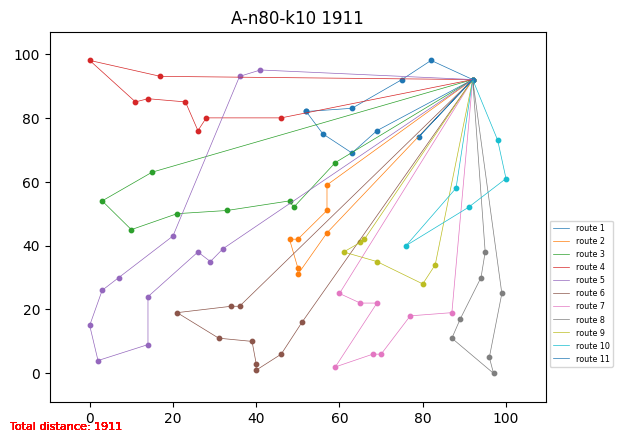 A-n80-k10 1911
100
80
60
40
20
0
0 20 40 60 80 100
route 1
route 2
route 3
route 4
route 5
route 6
route 7
route 8
route 9
route 10
route 11
Total distance: 1911